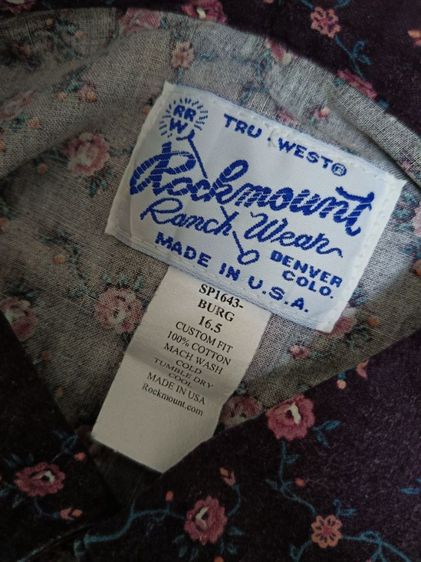 RR
W
TRU WEST®
Rockmount
Ranch Wear
DENVER
COLO.
MADE IN U.S.A.
SP1643-
BURG
16.5
CUSTOM FIT
100% COTTON
MACH WASH
COLD
TUMBLE DRY
COOL
MADE IN USA
Rockmount.com